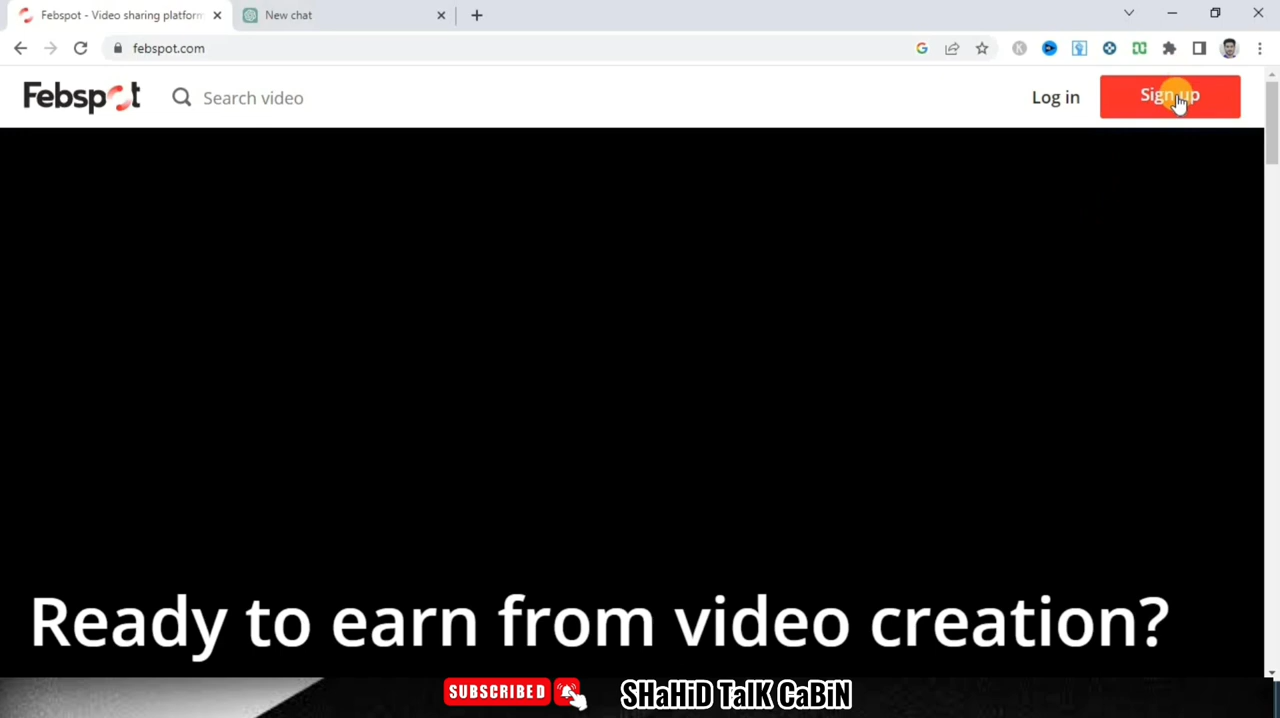 Febspot - Video sharing platform
New chat
febspot.com
Febspot
Search video
Log in
Sign up
Ready to earn from video creation?
SUBSCRIBED
SHaHiD TalK CaBiN